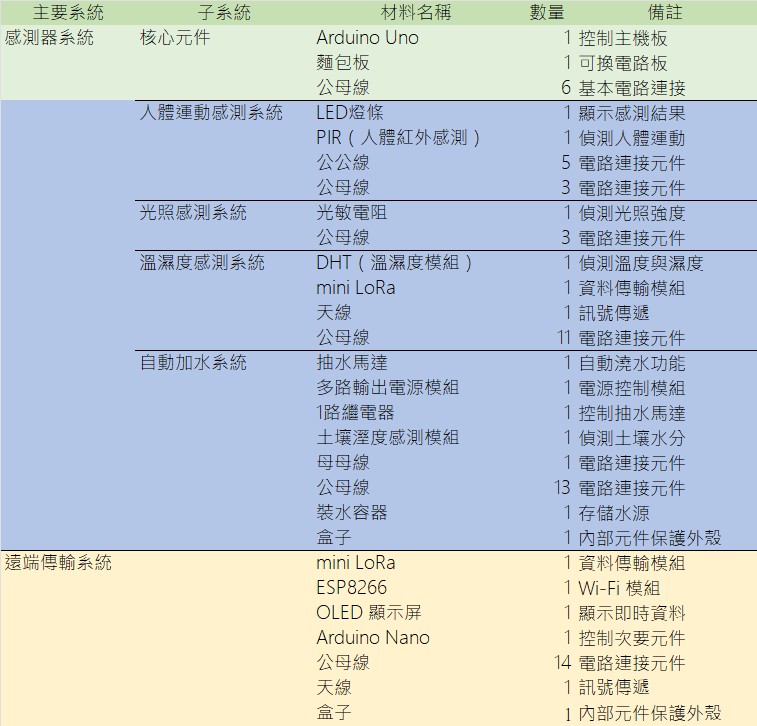 主要系統 子系統 材料名稱 數量 備註
感測器系統 核心元件 Arduino Uno 1 控制主機板
麵包板 1 可換電路板
公母線 6 基本電路連接
人體運動感測系統 LED燈條 1 顯示感測結果
PIR（人體紅外感測） 1 偵測人體運動
公公線 5 電路連接元件
公母線 3 電路連接元件
光照感測系統 光敏電阻 1 偵測光照強度
公母線 3 電路連接元件
溫濕度感測系統 DHT（溫濕度模組） 1 偵測溫度與濕度
mini LoRa 1 資料傳輸模組
天線 1 訊號傳遞
公母線 11 電路連接元件
自動加水系統 抽水馬達 1 自動澆水功能
多路輸出電源模組 1 電源控制模組
1路繼電器 1 控制抽水馬達
土壤溼度感測模組 1 偵測土壤水分
母母線 1 電路連接元件
公母線 13 電路連接元件
裝水容器 1 存儲水源
盒子 1 內部元件保護外殼
遠端傳輸系統 mini LoRa 1 資料傳輸模組
ESP8266 1 Wi-Fi 模組
OLED 顯示屏 1 顯示即時資料
Arduino Nano 1 控制次要元件
公母線 14 電路連接元件
天線 1 訊號傳遞
盒子 1 內部元件保護外殼